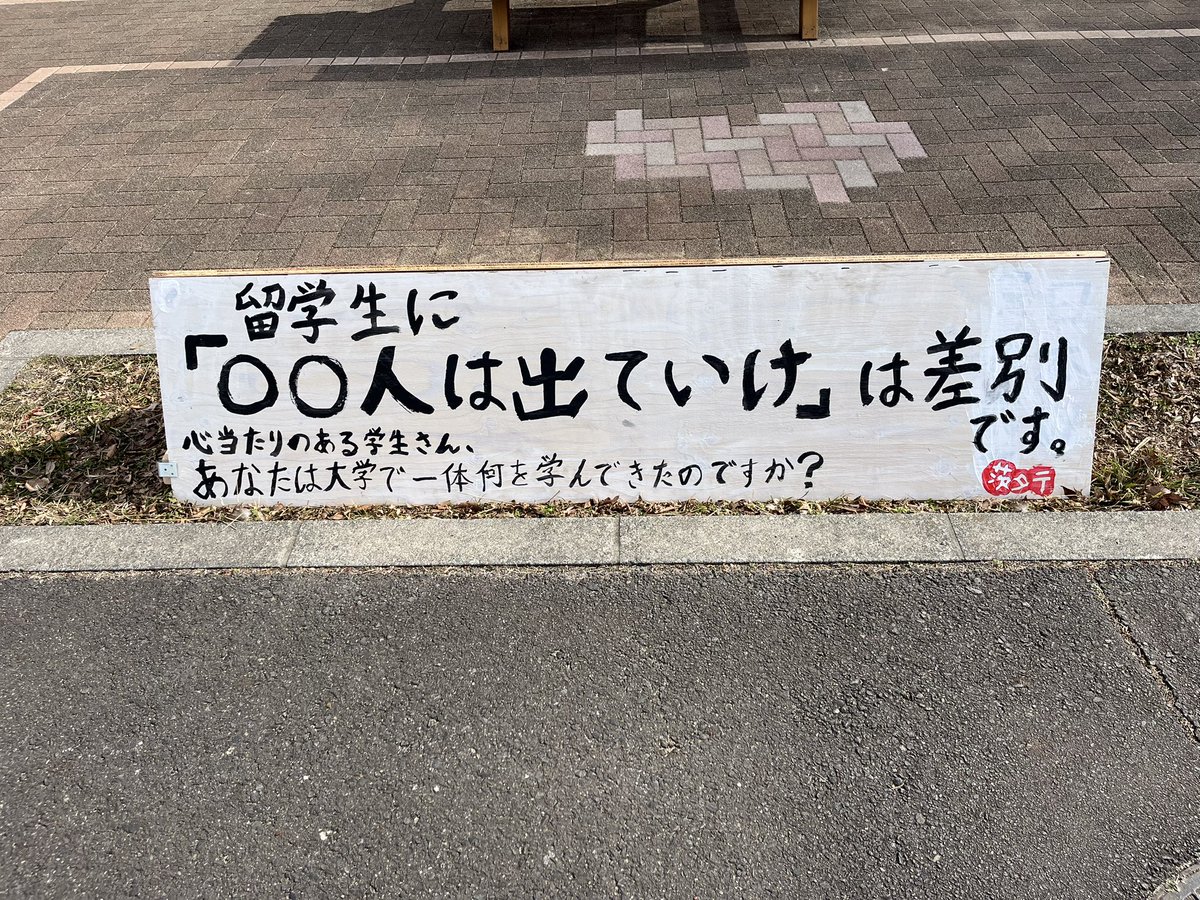 留学生に
「〇〇人は出ていけ」は差別
です。
心当たりのある学生さん、
あなたは大学で一体何を学んできたのですか?
タテ